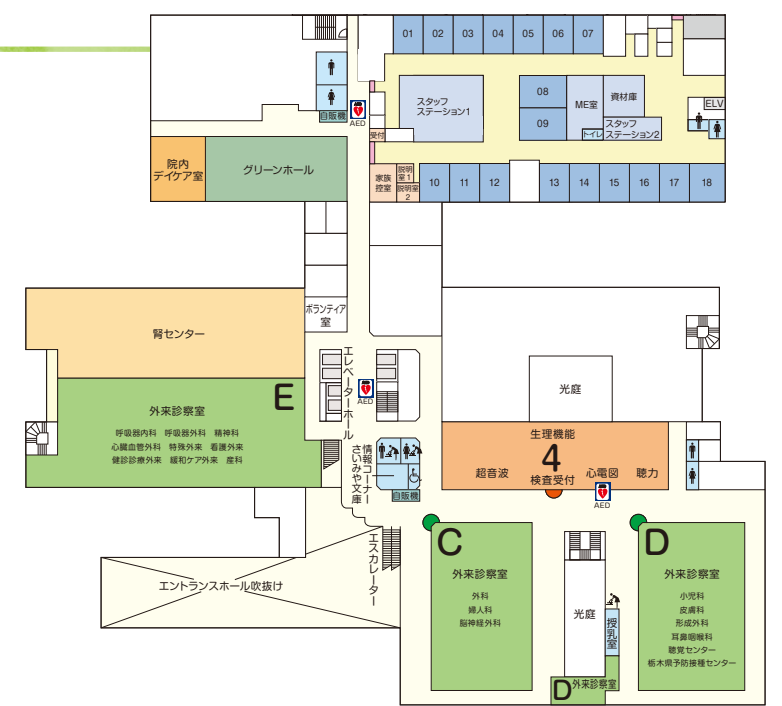 01
02
03
04
05
06
07
スタッフ
ステーション1
08
09
ME室
資材庫
トイレ
スタッフ
ステーション2
ELV
自販機
AED
受付
院内
デイケア室
グリーンホール
家族
控室
説明
室1
説明室
2
10
11
12
13
14
15
16
17
18
ボランティア
室
腎センター
エレベーターホール
光庭
AED
E
外来診察室
呼吸器内科 呼吸器外科 精神科
心臓血管外科 特殊外来 看護外来
健診診療外来 緩和ケア外来 産科
情報コーナー
さいみや文庫
自販機
生理機能
4
超音波 検査受付 心電図 聴力
AED
エスカレーター
エントランスホール吹抜け
C
外来診察室
外科
婦人科
脳神経外科
光庭
授乳室
D
外来診察室
小児科
皮膚科
形成外科
耳鼻咽喉科
聴覚センター
栃木県予防接種センター
D 外来診察室